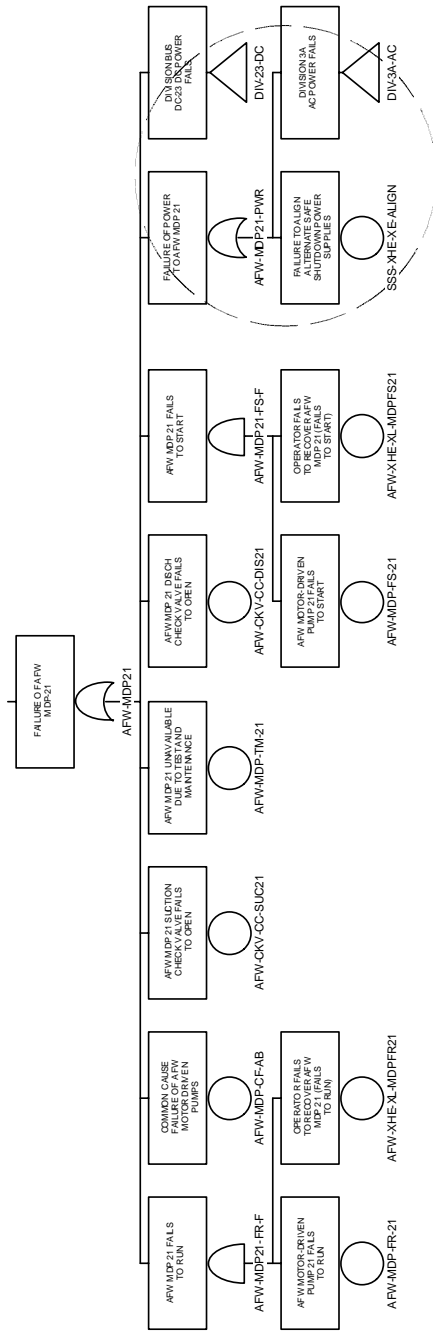 FAILURE OF AFW
MDP-21
AFW-MDP21
AFW MDP 21 FAILS
TO RUN
AFW-MDP21-FR-F
COMMON CAUSE
FAILURE OF AFW
MOTOR DRIVEN
PUMPS
AFW-MDP-CF-AB
AFW MDP 21 SUCTION
CHECK VALVE FAILS
TO OPEN
AFW-CKV-CC-SUC21
AFW MDP 21 UNAVAILABLE
DUE TO TEST AND
MAINTENANCE
AFW-MDP-TM-21
AFW MDP 21 DISCH
CHECK VALVE FAILS
TO OPEN
AFW-CKV-CC-DIS21
AFW MDP 21 FAILS
TO START
AFW-MDP21-FS-F
FAILURE OF POWER
TO AFW MDP 21
AFW-MDP21-PWR
DIVISION BUS
DC-23 DC POWER
FAILS
DIV-23-DC
AFW MOTOR-DRIVEN
PUMP 21 FAILS
TO RUN
AFW-MDP-FR-21
OPERATOR FAILS
TO RECOVER AFW
MDP 21 (FAILS
TO RUN)
AFW-XHE-XL-MDPFR21
AFW MOTOR-DRIVEN
PUMP 21 FAILS
TO START
AFW-MDP-FS-21
OPERATOR FAILS
TO RECOVER AFW
MDP 21 (FAILS
TO START)
AFW-XHE-XL-MDPFS21
FAILURE TO ALIGN
ALTERNATE SAFE
SHUTDOWN POWER
SUPPLIES
SSS-XHE-XE-ALIGN
DIVISION 3A
AC POWER FAILS
DIV-3A-AC